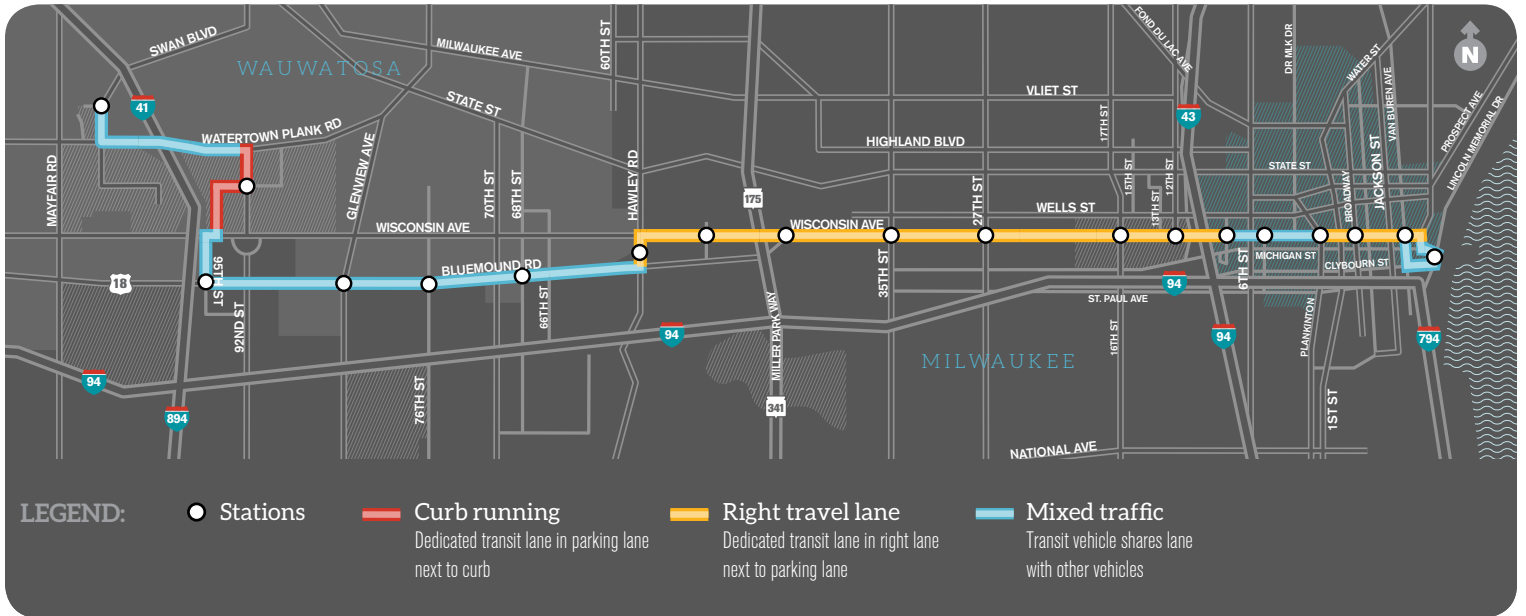 SWAN BLVD
WAUWATOSA
MILWAUKEE AVE
60TH ST
FOND DU LAC AVE
DR MLK DR
WATER ST
VAN BUREN AVE
N
41
STATE ST
VLIET ST
17TH ST
43
PROSPECT AVE
LINCOLN MEMORIAL DR
WATERTOWN PLANK RD
HIGHLAND BLVD
MAYFAIR RD
GLENVIEW AVE
70TH ST
68TH ST
HAWLEY RD
175
27TH ST
15TH ST
13TH ST
12TH ST
STATE ST
BROADWAY
JACKSON ST
WISCONSIN AVE
WISCONSIN AVE
WELLS ST
18
95TH ST
92ND ST
BLUEMOUND RD
66TH ST
35TH ST
6TH ST
MICHIGAN ST
CLYBOURN ST
94
ST. PAUL AVE
94
94
MILLER PARK WAY
16TH ST
94
PLANKINTON
794
MILWAUKEE
894
76TH ST
341
1ST ST
NATIONAL AVE
LEGEND:
Stations
Curb running
Dedicated transit lane in parking lane
next to curb
Right travel lane
Dedicated transit lane in right lane
next to parking lane
Mixed traffic
Transit vehicle shares lane
with other vehicles